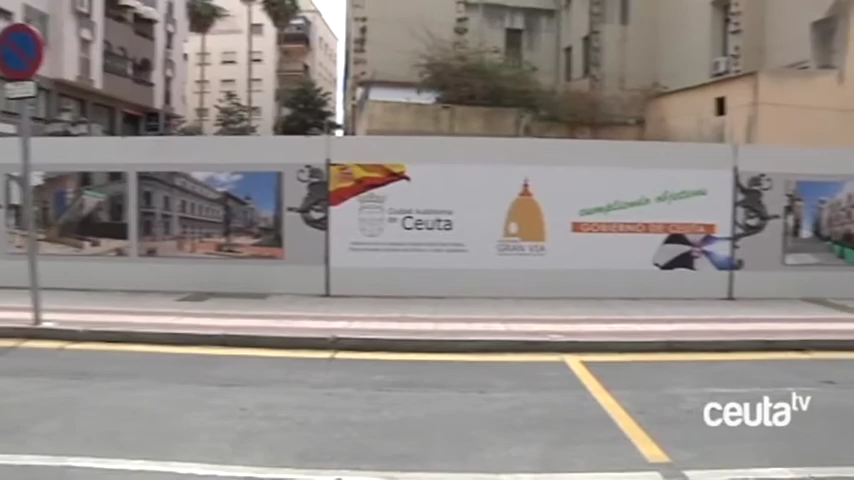 Ciudad Autónoma
DE Ceuta
GRAN VIA
cumpliendo objetivos
GOBIERNO DE CEUTA
ceuta tv